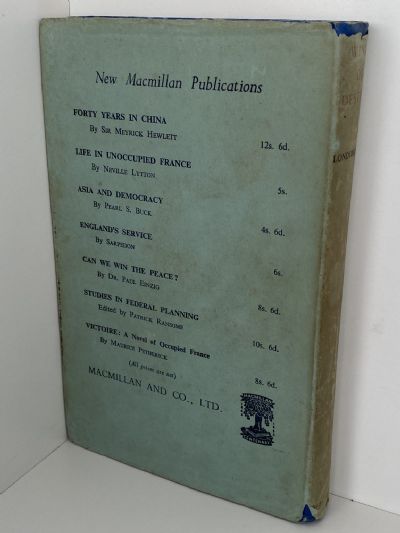 New Macmillan Publications
FORTY YEARS IN CHINA
By Sir Meyrick Hewlett
12s. 6d.
LIFE IN UNOCCUPIED FRANCE
By Neville Lytton
5s.
ASIA AND DEMOCRACY
By Pearl S. Buck
4s. 6d.
ENGLAND'S SERVICE
By Sarpedon
6s.
CAN WE WIN THE PEACE?
By Dr. Paul Einzig
8s. 6d.
STUDIES IN FEDERAL PLANNING
Edited by Patrick Ransome
10s. 6d.
VICTOIRE: A Novel of Occupied France
By Maurice Petherick
8s. 6d.
(All prices are net)
MACMILLAN AND CO., LTD.
MACMILLAN
CENTENARY